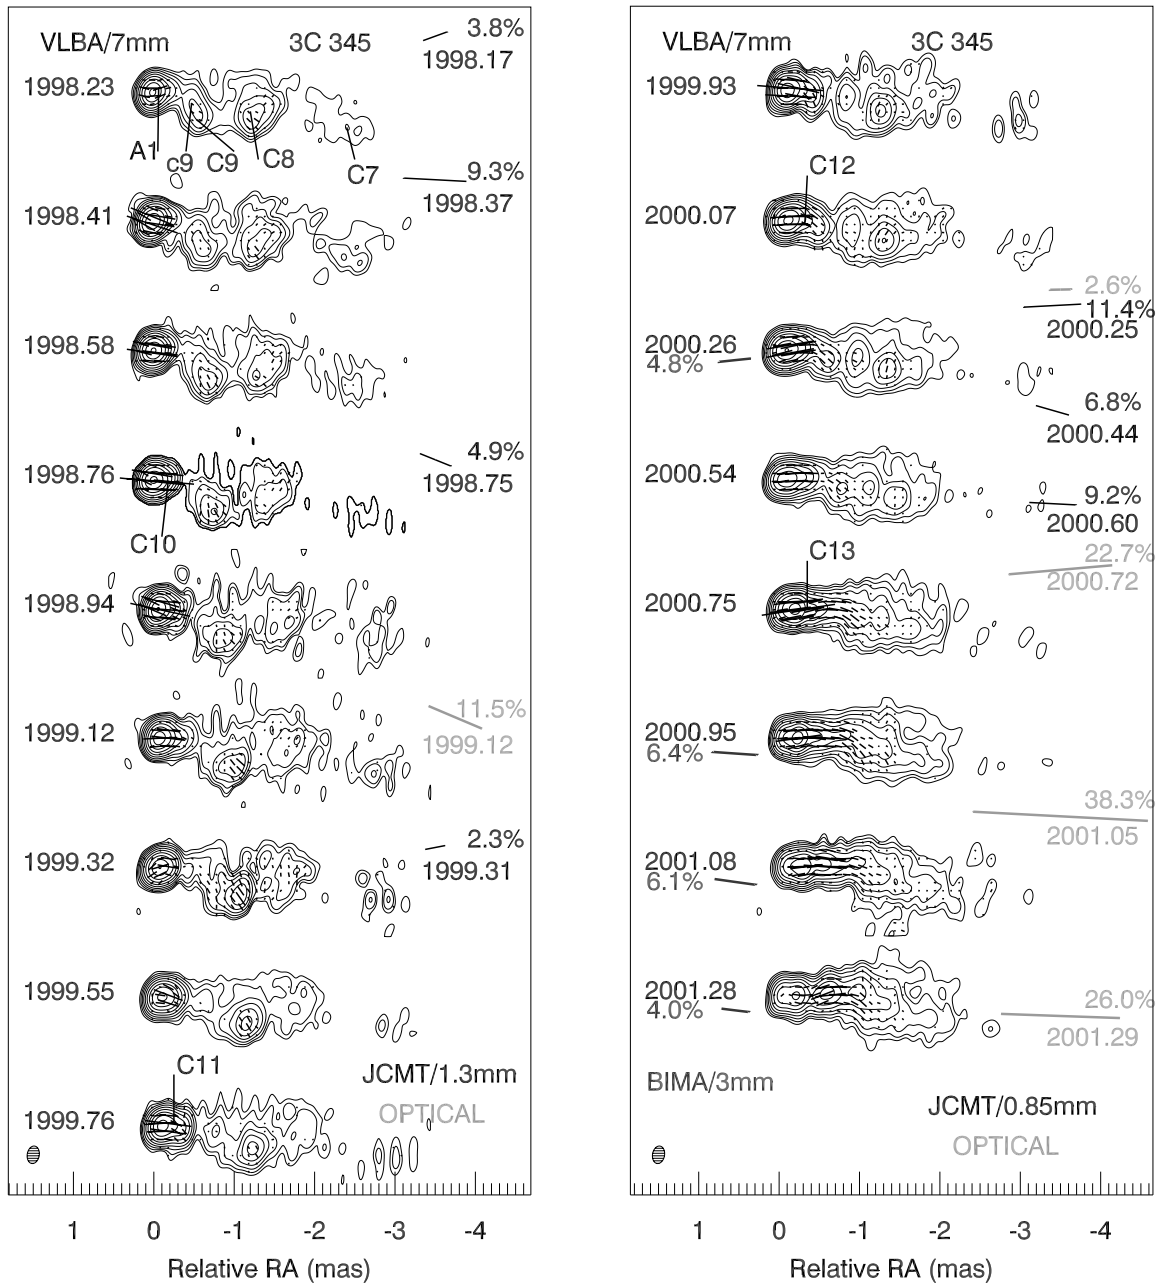 VLBA/7mm 3C 345 3.8%
1998.17
1998.23
A1 c9 C9 C8 C7
9.3%
1998.37
1998.41
1998.58
4.9%
1998.75
1998.76
C10
1998.94
11.5%
1999.12
1999.12
2.3%
1999.31
1999.32
1999.55
C11
JCMT/1.3mm
OPTICAL
1999.76
1 0 -1 -2 -3 -4
Relative RA (mas)
VLBA/7mm 3C 345
1999.93
C12
2000.07
2.6%
11.4%
2000.25
2000.26
4.8%
6.8%
2000.44
2000.54
9.2%
2000.60
C13
22.7%
2000.72
2000.75
2000.95
6.4%
38.3%
2001.05
2001.08
6.1%
2001.28
4.0%
26.0%
2001.29
BIMA/3mm
JCMT/0.85mm
OPTICAL
1 0 -1 -2 -3 -4
Relative RA (mas)